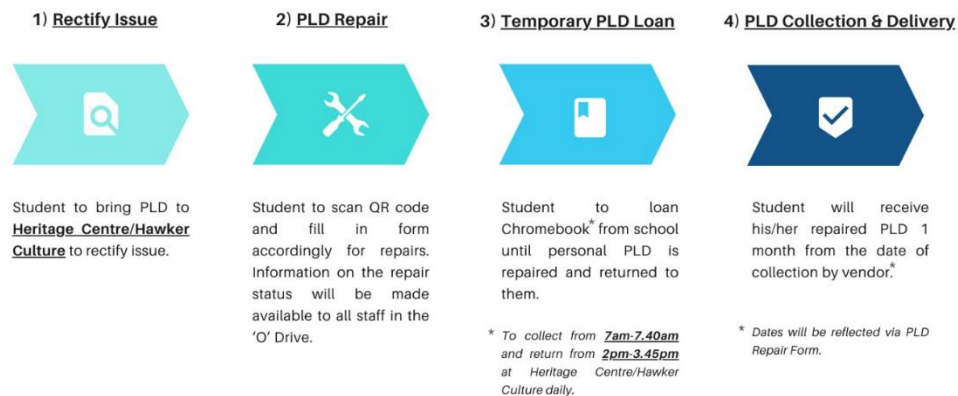 1) Rectify Issue
2) PLD Repair
3) Temporary PLD Loan
4) PLD Collection & Delivery
Student to bring PLD to
Heritage Centre/Hawker
Culture to rectify issue.
Student to scan QR code
and fill in form
accordingly for repairs.
Information on the repair
status will be made
available to all staff in the
'O' Drive.
Student to loan
Chromebook* from school
until personal PLD is
repaired and returned to
them.
* To collect from 7am-7.40am
and return from 2pm-3.45pm
at Heritage Centre/Hawker
Culture daily.
Student will receive
his/her repaired PLD 1
month from the date of
collection by vendor.*
* Dates will be reflected via PLD
Repair Form.